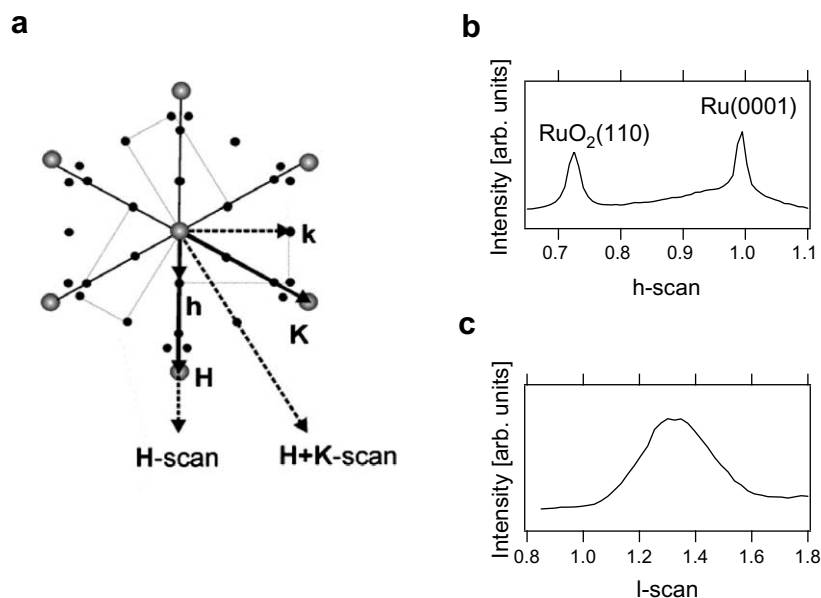 a
k
h
K
H
H-scan
H+K-scan
b
Intensity [arb. units]
RuO₂(110)
Ru(0001)
0.7 0.8 0.9 1.0 1.1
h-scan
c
Intensity [arb. units]
0.8 1.0 1.2 1.4 1.6 1.8
l-scan